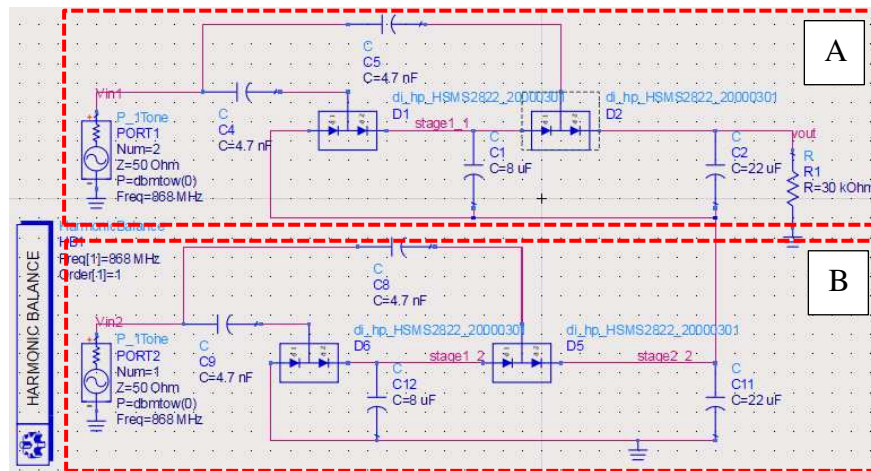 A
C
C5
C=4.7 nF
Vin1
C
C4
C=4.7 nF
di_hp_HSMS2822_20000301
D1
di_hp_HSMS2822_20000301
D2
P_1Tone
PORT1
Num=2
Z=50 Ohm
P=dbmtow(0)
Freq=868 MHz
stage1_1
C
C1
C=8 uF
C
C2
C=22 uF
vout
R
R1
R=30 kOhm
HarmonicBalance
HB1
Freq[1]=868 MHz
Order[1]=1
HARMONIC BALANCE
B
C
C8
C=4.7 nF
Vin2
C
C9
C=4.7 nF
di_hp_HSMS2822_20000301
D6
di_hp_HSMS2822_20000301
D5
P_1Tone
PORT2
Num=1
Z=50 Ohm
P=dbmtow(0)
Freq=868 MHz
stage1_2
C
C12
C=8 uF
stage2_2
C
C11
C=22 uF